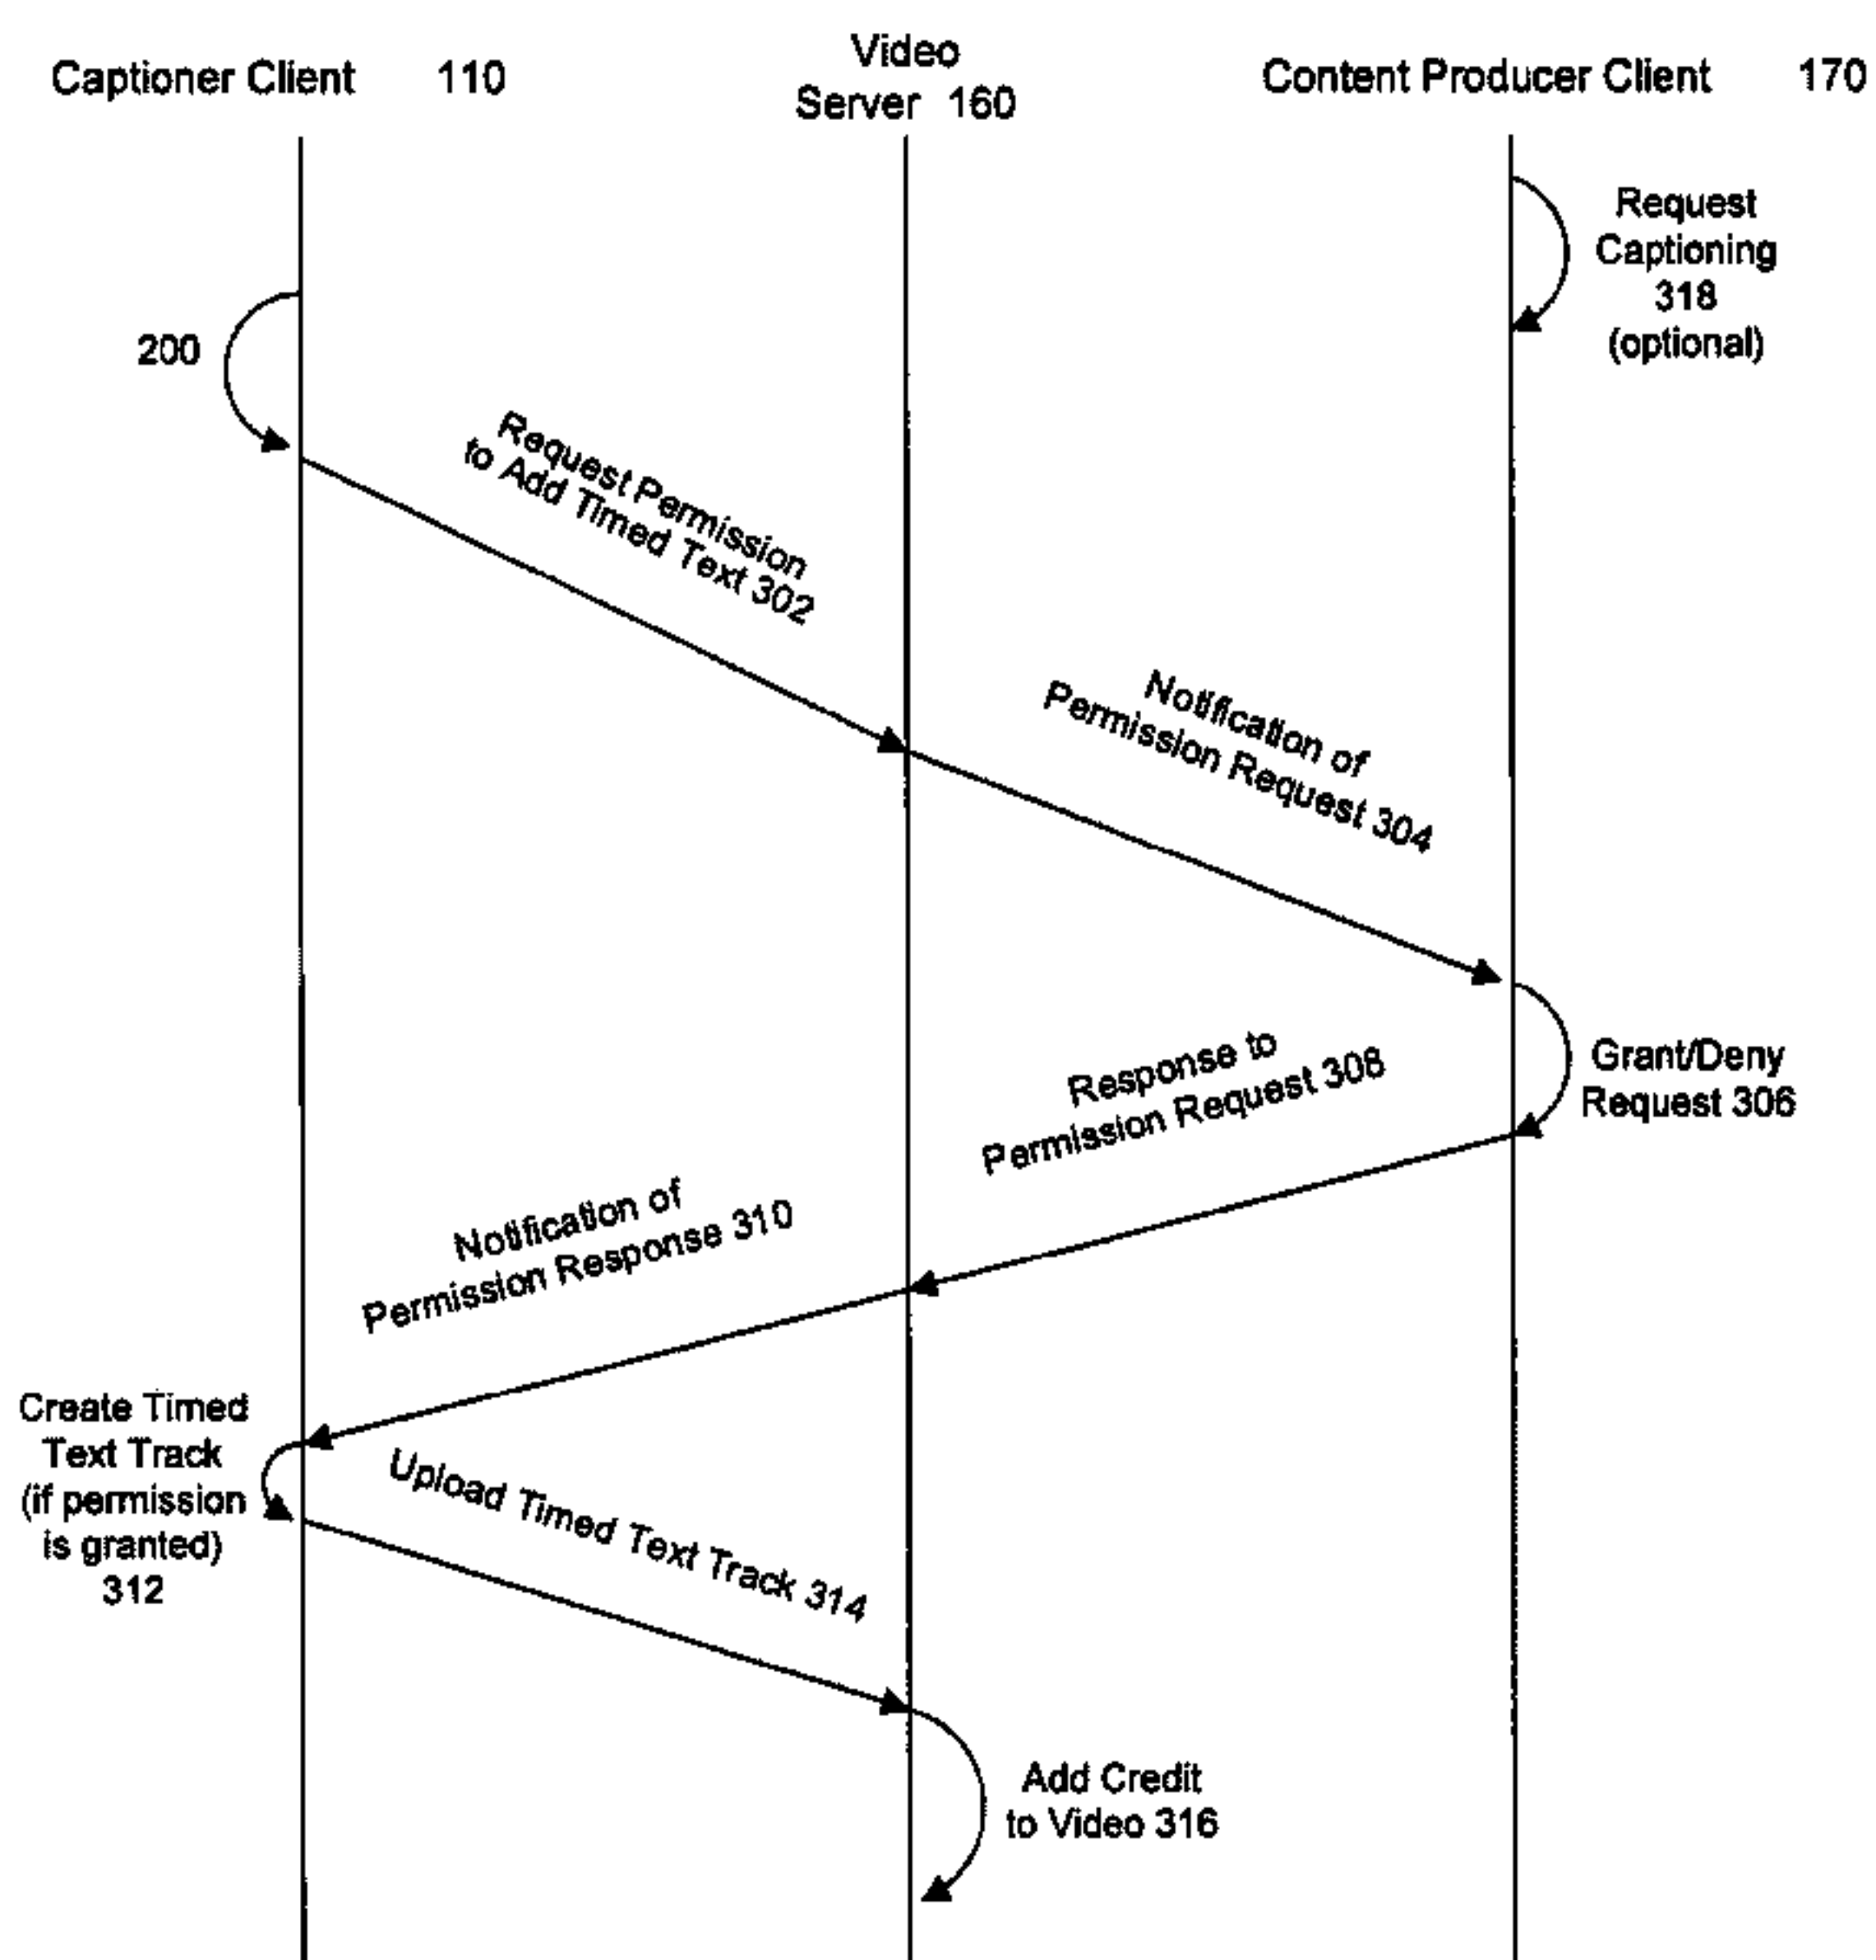 Captioner Client 110
Video
Server 160
Content Producer Client 170
Request
Captioning
318
(optional)
200
Request Permission
to Add Timed Text 302
Notification of
Permission Request 304
Grant/Deny
Request 306
Response to
Permission Request 308
Notification of
Permission Response 310
Create Timed
Text Track
(if permission
is granted)
312
Upload Timed Text Track 314
Add Credit
to Video 316